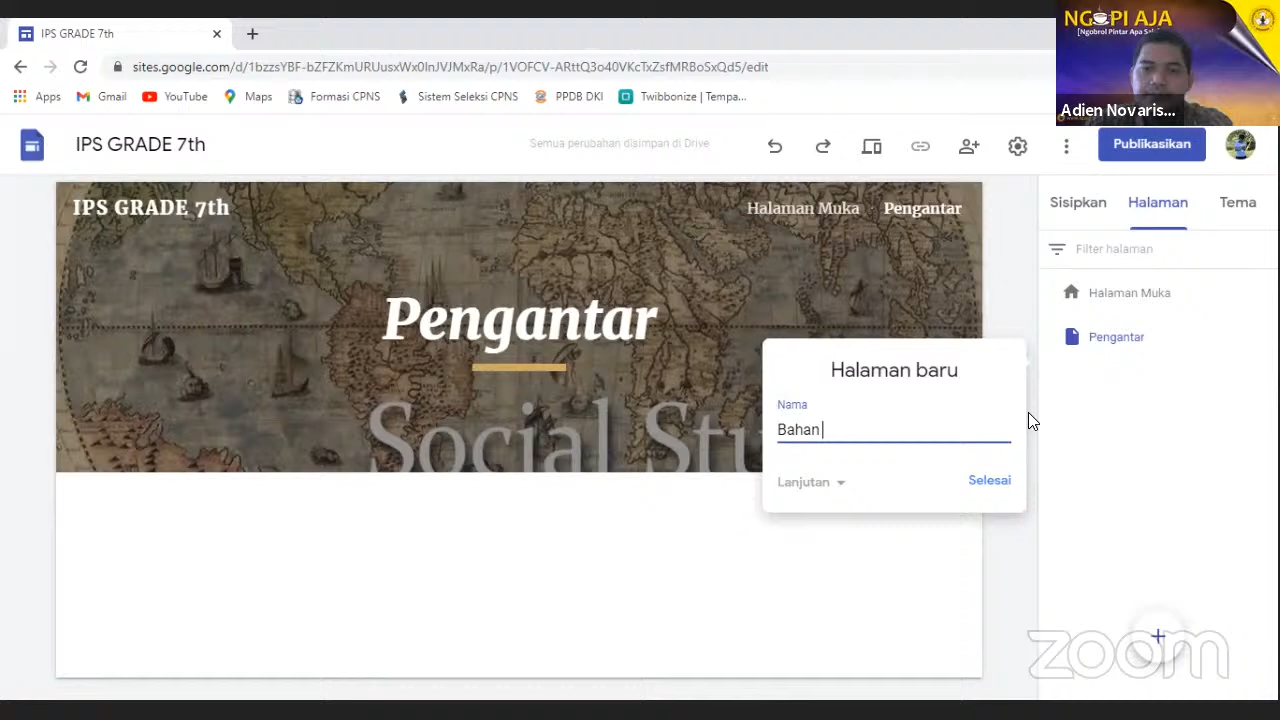 IPS GRADE 7th
sites.google.com/d/1bzzsYBF-bZFZKmURUusxWx0lnJVJMxRa/p/1VOFCV-ARttQ3o40VKcTxZsfMRBoSxQd5/edit
Apps Gmail YouTube Maps Formasi CPNS Sistem Seleksi CPNS PPDB DKI Twibbonize | Tempa...
NGOPI AJA
[Ngobrol Pintar Apa
Adien Novaris...
IPS GRADE 7th
Semua perubahan disimpan di Drive
Publikasikan
IPS GRADE 7th
Halaman Muka · Pengantar
Pengantar
Social Stu
Halaman baru
Nama
Bahan
Lanjutan
Selesai
Sisipkan Halaman Tema
Filter halaman
Halaman Muka
Pengantar
zoom